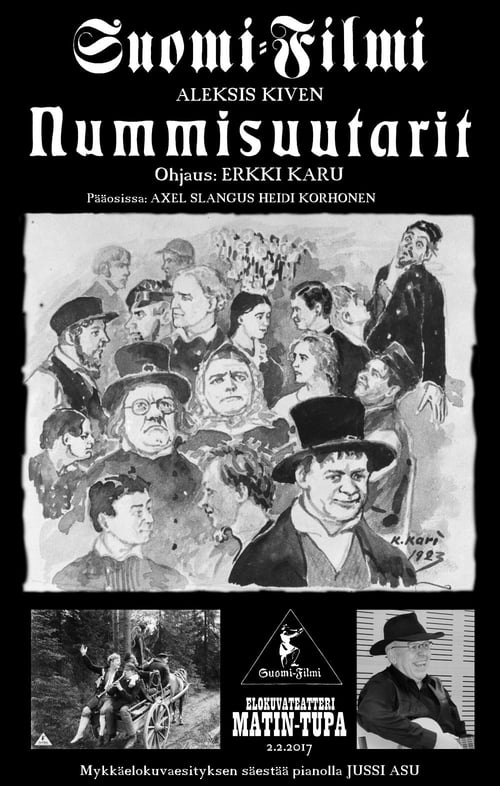 Suomi-Filmi
ALEKSIS KIVEN
Nummisuutarit
Ohjaus: ERKKI KARU
Pääosissa: AXEL SLANGUS HEIDI KORHONEN
K. Kari
1923
Suomi-Filmi
ELOKUVATEATTERI
MATIN-TUPA
2.2.2017
Mykkäelokuvaesityksen säestää pianolla JUSSI ASU